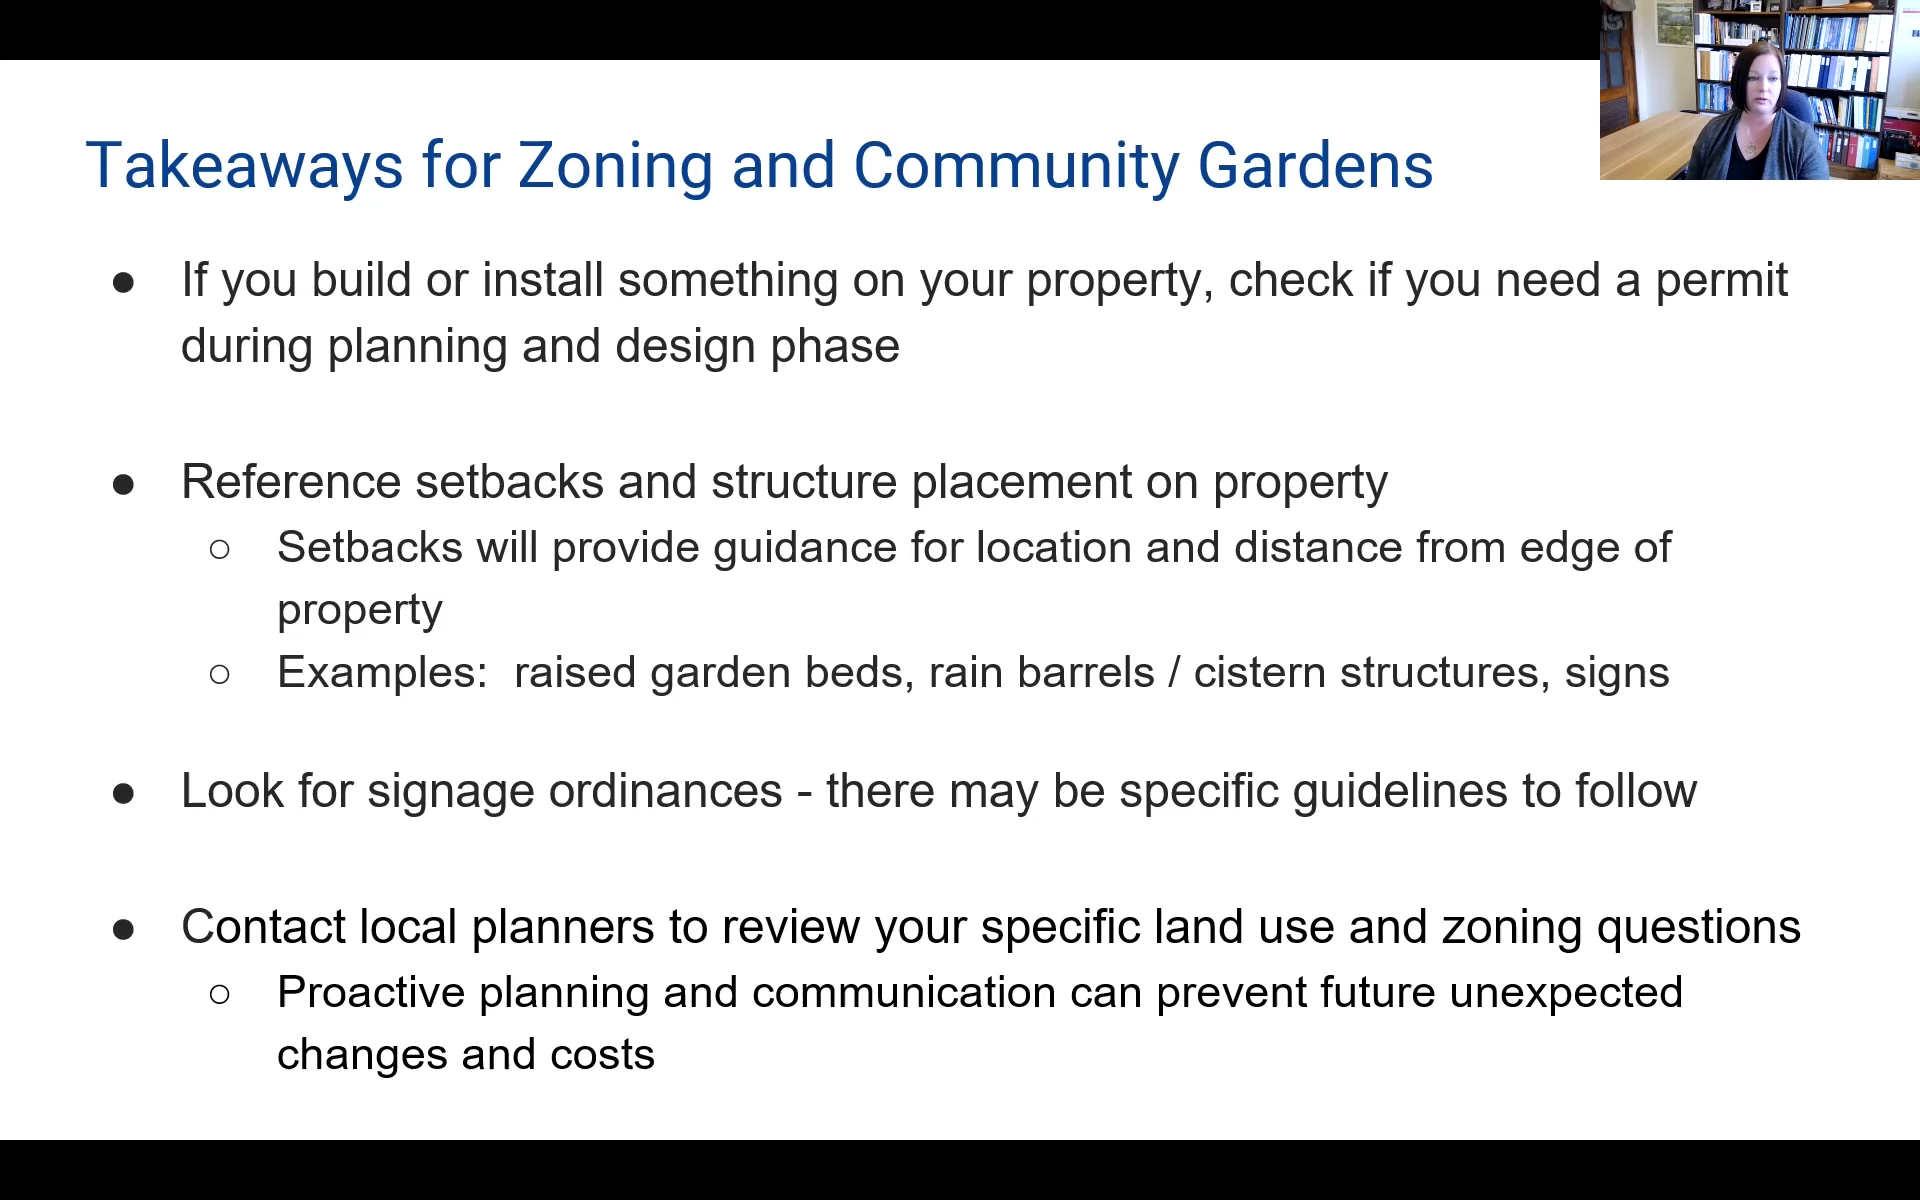 Takeaways for Zoning and Community Gardens
● If you build or install something on your property, check if you need a permit
during planning and design phase
● Reference setbacks and structure placement on property
○ Setbacks will provide guidance for location and distance from edge of
property
○ Examples:  raised garden beds, rain barrels / cistern structures, signs
● Look for signage ordinances - there may be specific guidelines to follow
● Contact local planners to review your specific land use and zoning questions
○ Proactive planning and communication can prevent future unexpected
changes and costs